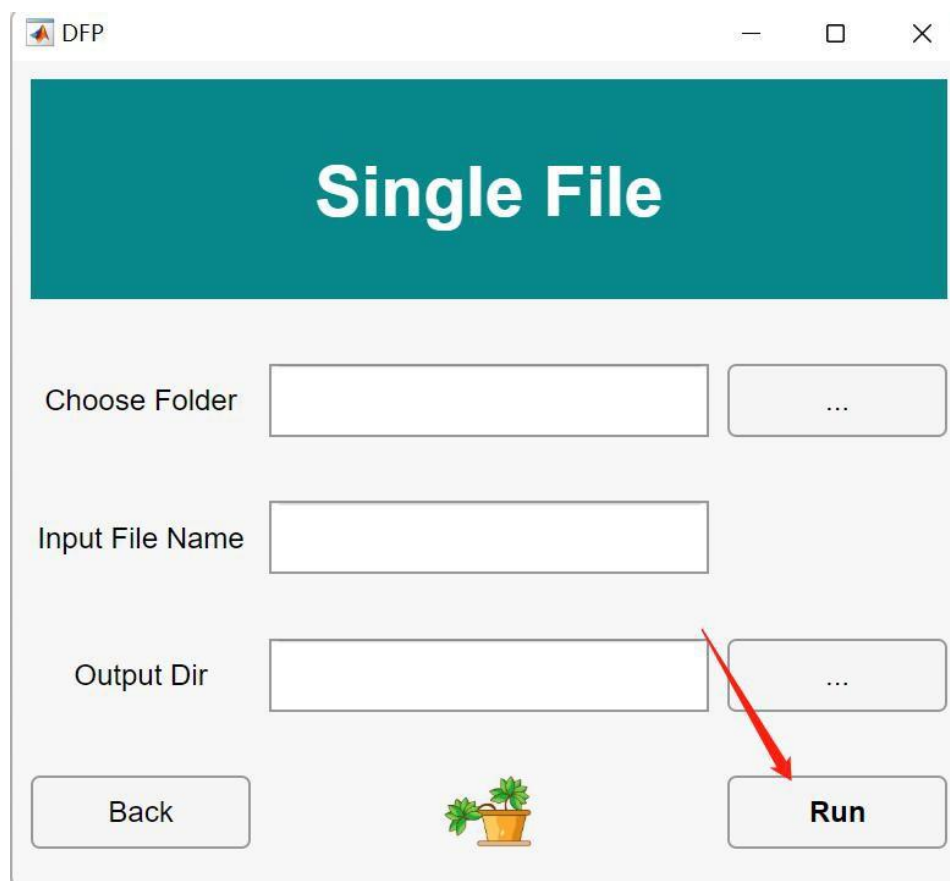 DFP
Single File
Choose Folder
...
Input File Name
Output Dir
...
Back
Run